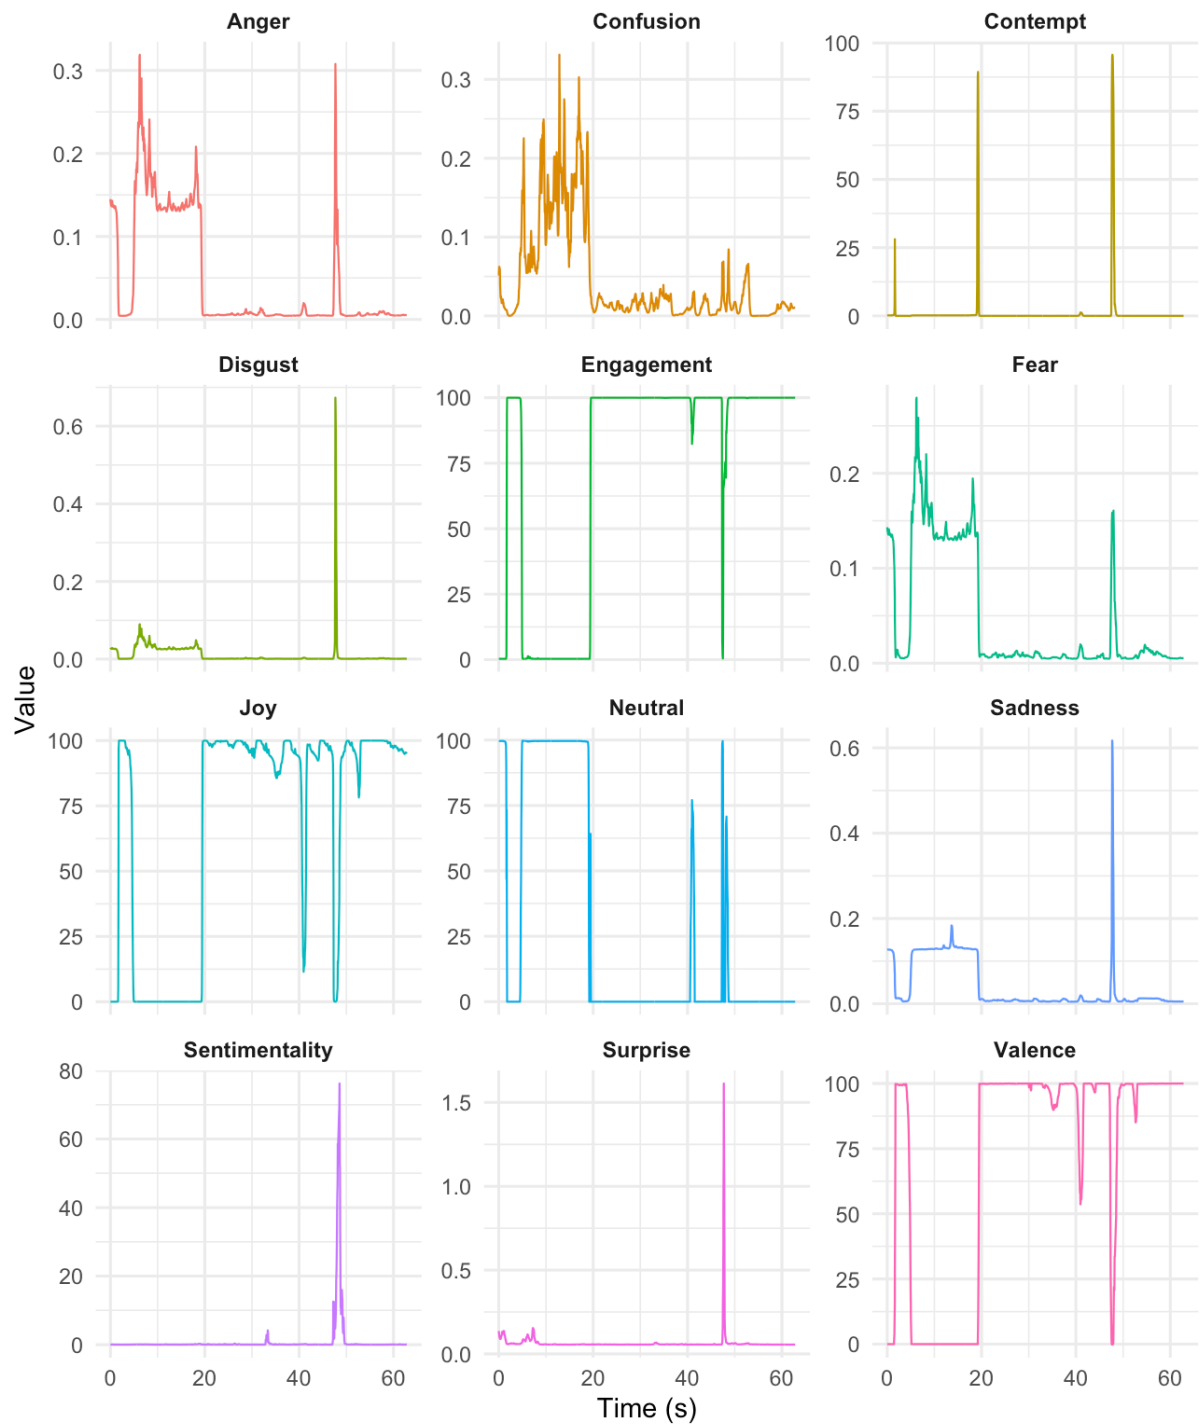 Anger Confusion Contempt
0.3 0.2 0.1 0.0
0.3 0.2 0.1 0.0
100 75 50 25 0
Disgust Engagement Fear
0.6 0.4 0.2 0.0
100 75 50 25 0
0.2 0.1 0.0
Value
Joy Neutral Sadness
100 75 50 25 0
100 75 50 25 0
0.6 0.4 0.2 0.0
Sentimentality Surprise Valence
80 60 40 20 0
1.5 1.0 0.5 0.0
100 75 50 25 0
0 20 40 60 0 20 40 60 0 20 40 60
Time (s)